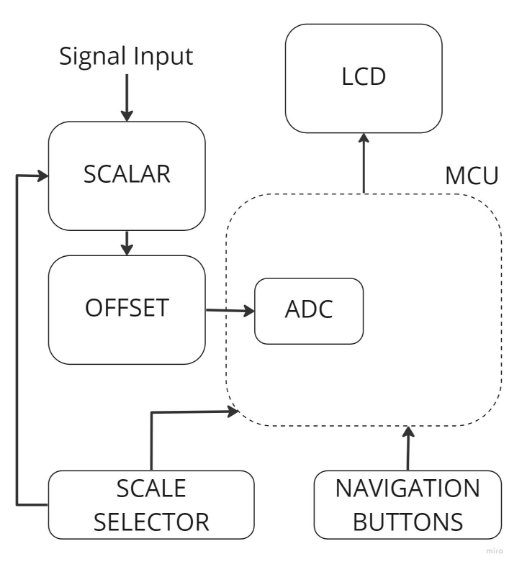 Signal Input
LCD
SCALAR
MCU
OFFSET
ADC
SCALE
SELECTOR
NAVIGATION
BUTTONS
miro